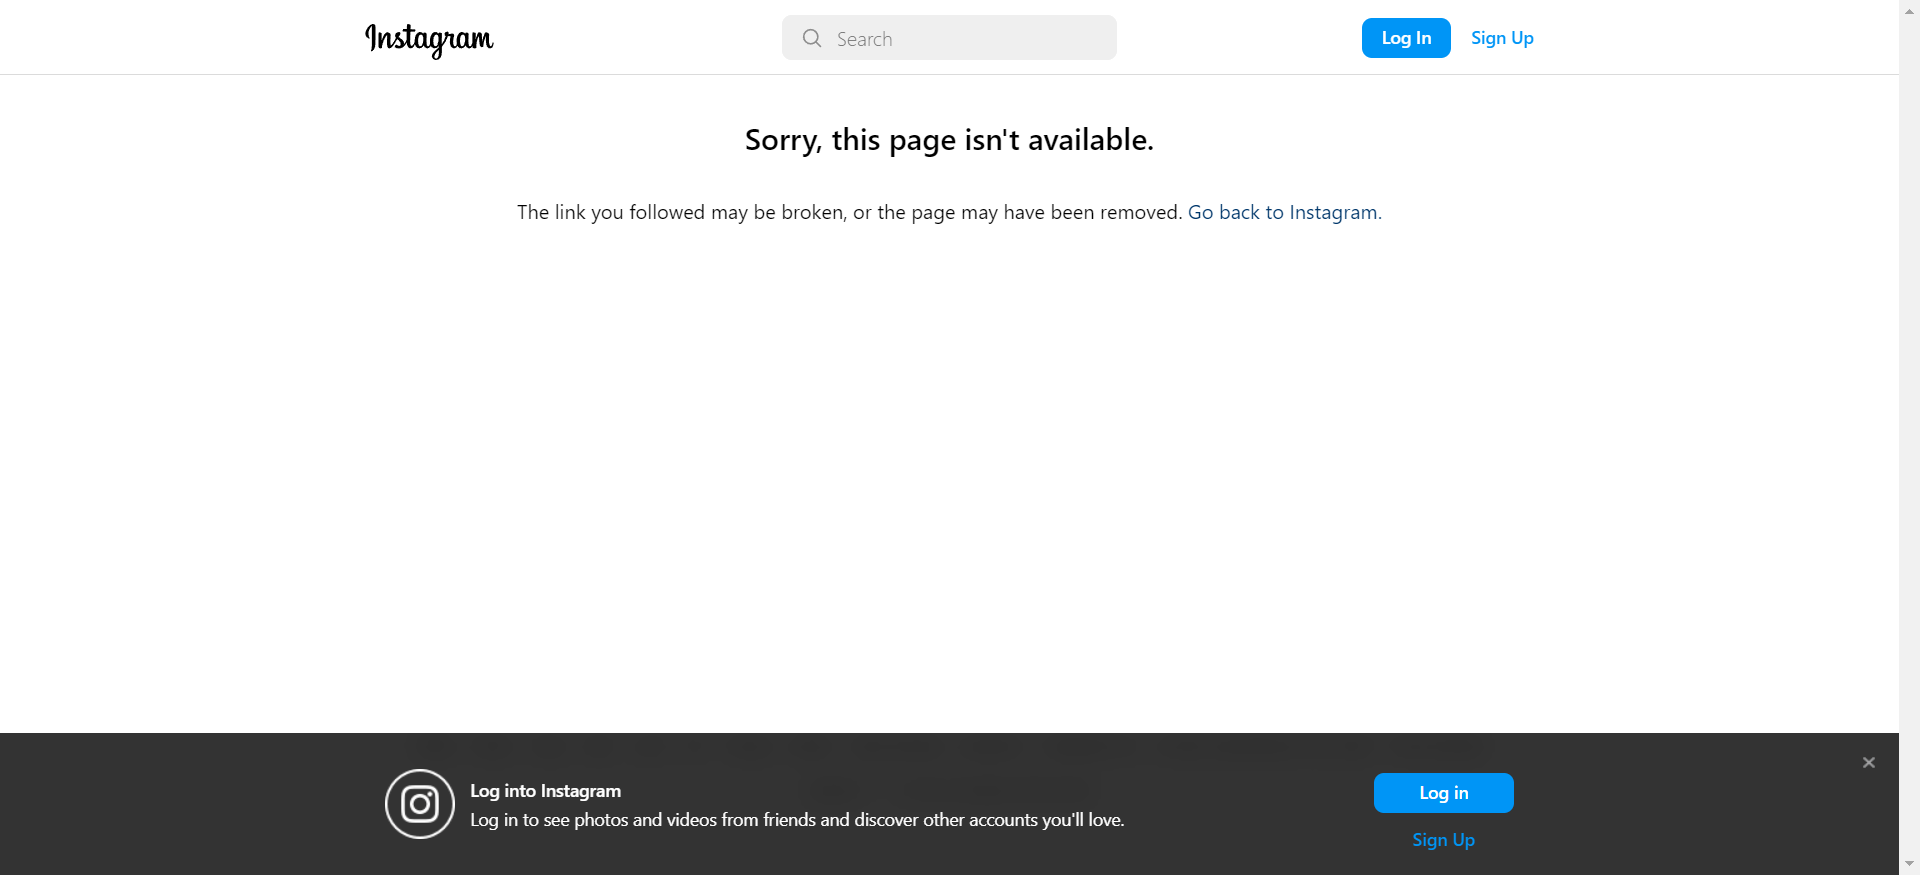 Instagram
Search
Log In
Sign Up
Sorry, this page isn't available.
The link you followed may be broken, or the page may have been removed. Go back to Instagram.
Log into Instagram
Log in to see photos and videos from friends and discover other accounts you'll love.
Log in
Sign Up